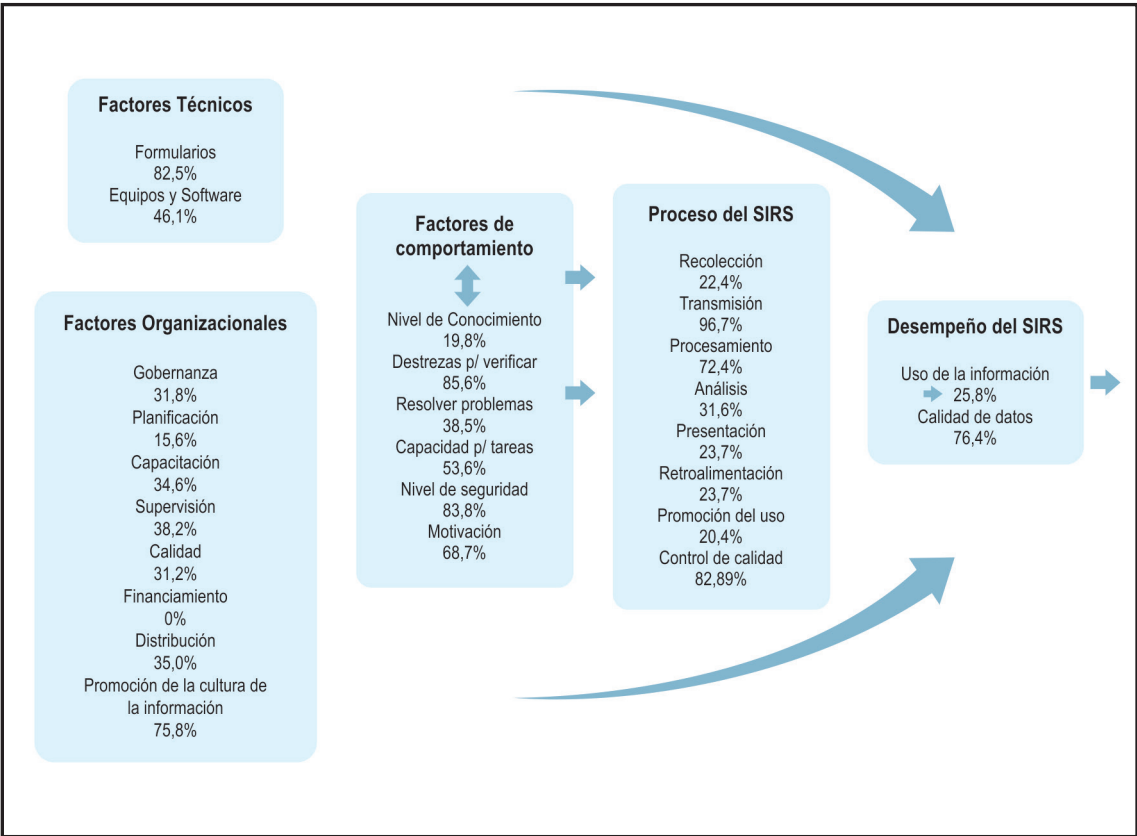 Factores Técnicos
Formularios
82,5%
Equipos y Software
46,1%
Factores Organizacionales
Gobernanza
31,8%
Planificación
15,6%
Capacitación
34,6%
Supervisión
38,2%
Calidad
31,2%
Financiamiento
0%
Distribución
35,0%
Promoción de la cultura de
la información
75,8%
Factores de
comportamiento
Nivel de Conocimiento
19,8%
Destrezas p/ verificar
85,6%
Resolver problemas
38,5%
Capacidad p/ tareas
53,6%
Nivel de seguridad
83,8%
Motivación
68,7%
Proceso del SIRS
Recolección
22,4%
Transmisión
96,7%
Procesamiento
72,4%
Análisis
31,6%
Presentación
23,7%
Retroalimentación
23,7%
Promoción del uso
20,4%
Control de calidad
82,89%
Desempeño del SIRS
Uso de la información
25,8%
Calidad de datos
76,4%